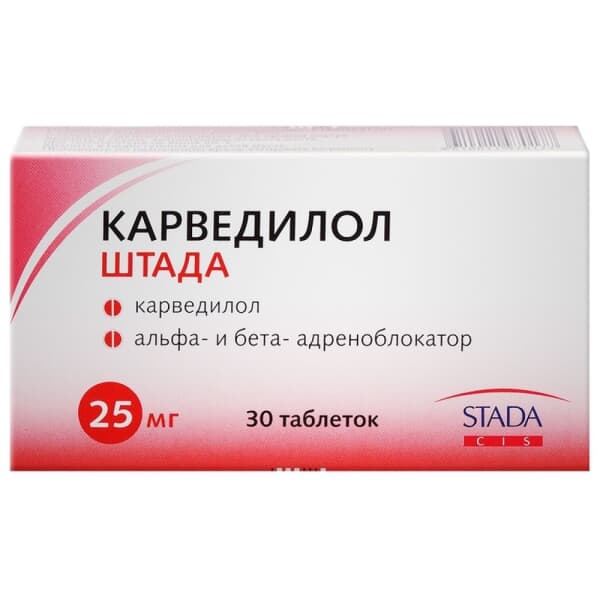 КАРВЕДИЛОЛ
ШТАДА
карведилол
альфа- и бета- адреноблокатор
25 мг
30 таблеток
STADA
CIS